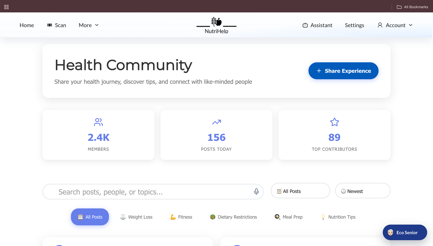 All Bookmarks
Home
Scan
More
NutriHelp
Assistant
Settings
Account
Health Community
Share your health journey, discover tips, and connect with like-minded people
+ Share Experience
2.4K
MEMBERS
156
POSTS TODAY
89
TOP CONTRIBUTORS
Search posts, people, or topics...
All Posts
Newest
All Posts
Weight Loss
Fitness
Dietary Restrictions
Meal Prep
Nutrition Tips
Eco Senior